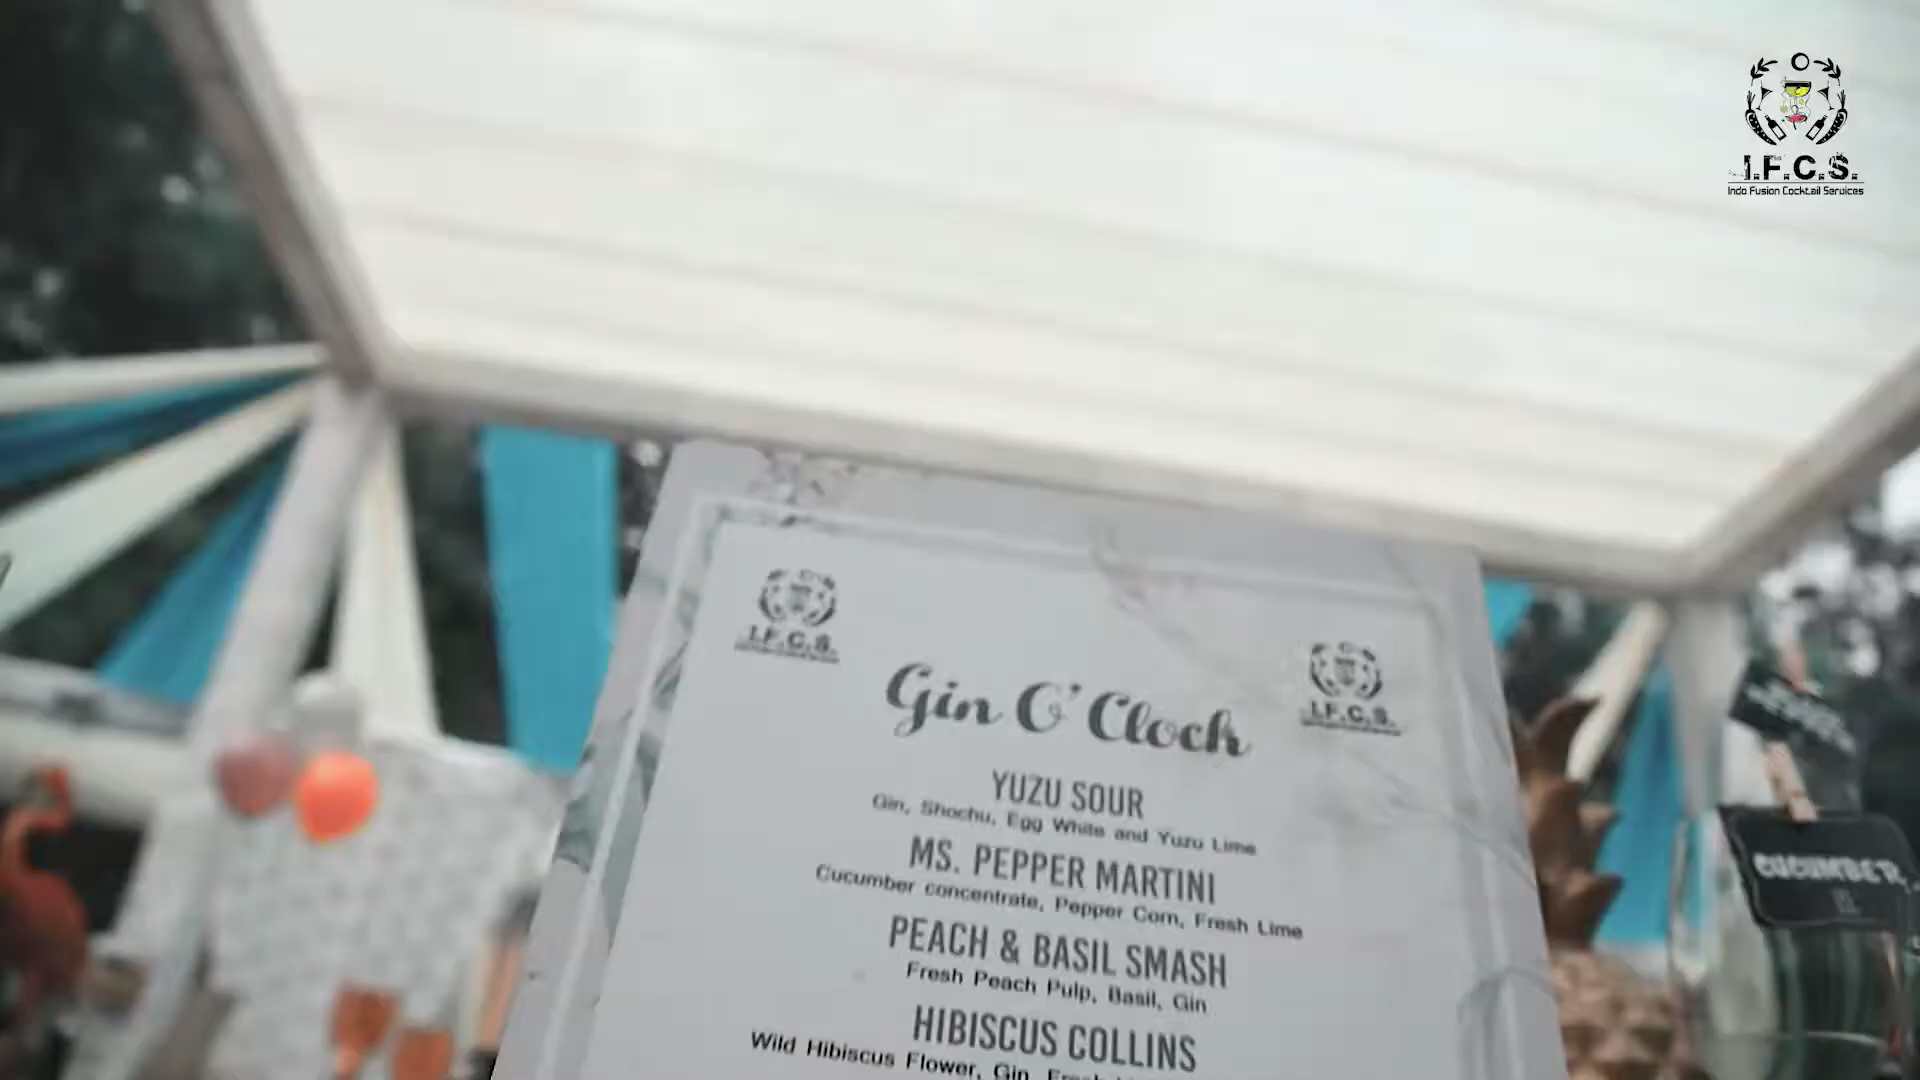 I.F.C.S.
Indo Fusion Cocktail Services
I.F.C.S.
I.F.C.S.
Gin O' Clock
YUZU SOUR
Gin, Shochu, Egg White and Yuzu Lime
MS. PEPPER MARTINI
Cucumber concentrate, Pepper Corn, Fresh Lime
PEACH & BASIL SMASH
Fresh Peach Pulp, Basil, Gin
HIBISCUS COLLINS
Wild Hibiscus Flower, Gin, Fresh
CUCUMBER